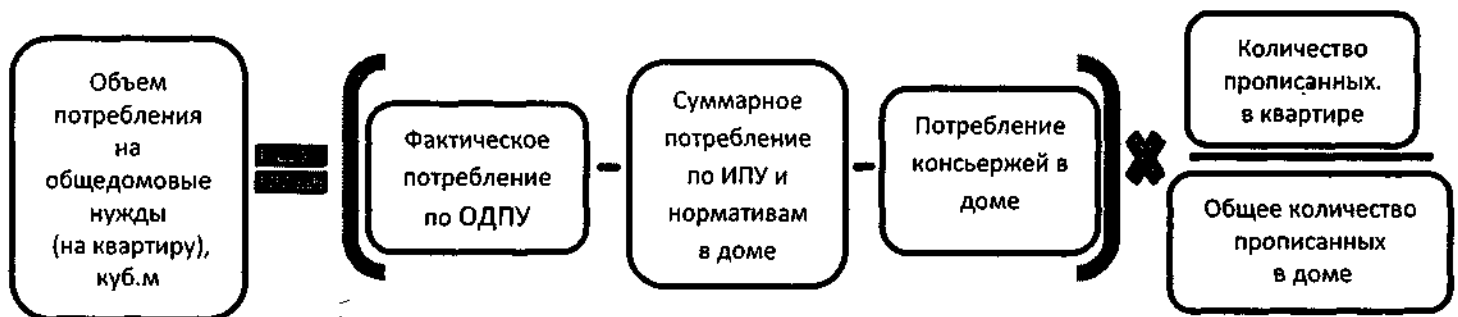 Объем
потребления
на
общедомовые
нужды
(на квартиру),
куб.м
=
(
Фактическое
потребление
по ОДПУ
-
Суммарное
потребление
по ИПУ и
нормативам
в доме
-
Потребление
консьержей в
доме
)
×
Количество
прописанных.
в квартире
Общее количество
прописанных
в доме